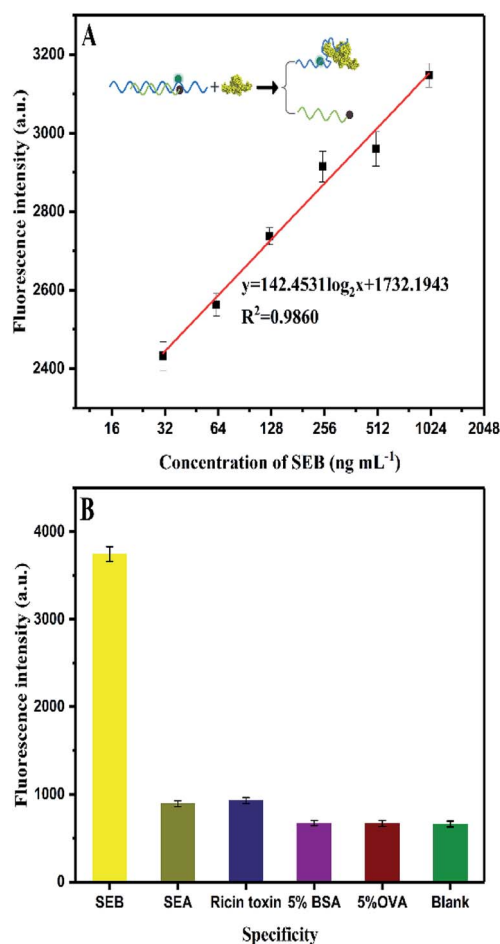 A
3200
3000
2800
2600
2400
Fluorescence intensity (a.u.)
+
y=142.4531log₂x+1732.1943
R²=0.9860
16 32 64 128 256 512 1024 2048
Concentration of SEB (ng mL⁻¹)
B
4000
3000
2000
1000
0
Fluorescence intensity (a.u.)
SEB SEA Ricin toxin 5% BSA 5%OVA Blank
Specificity